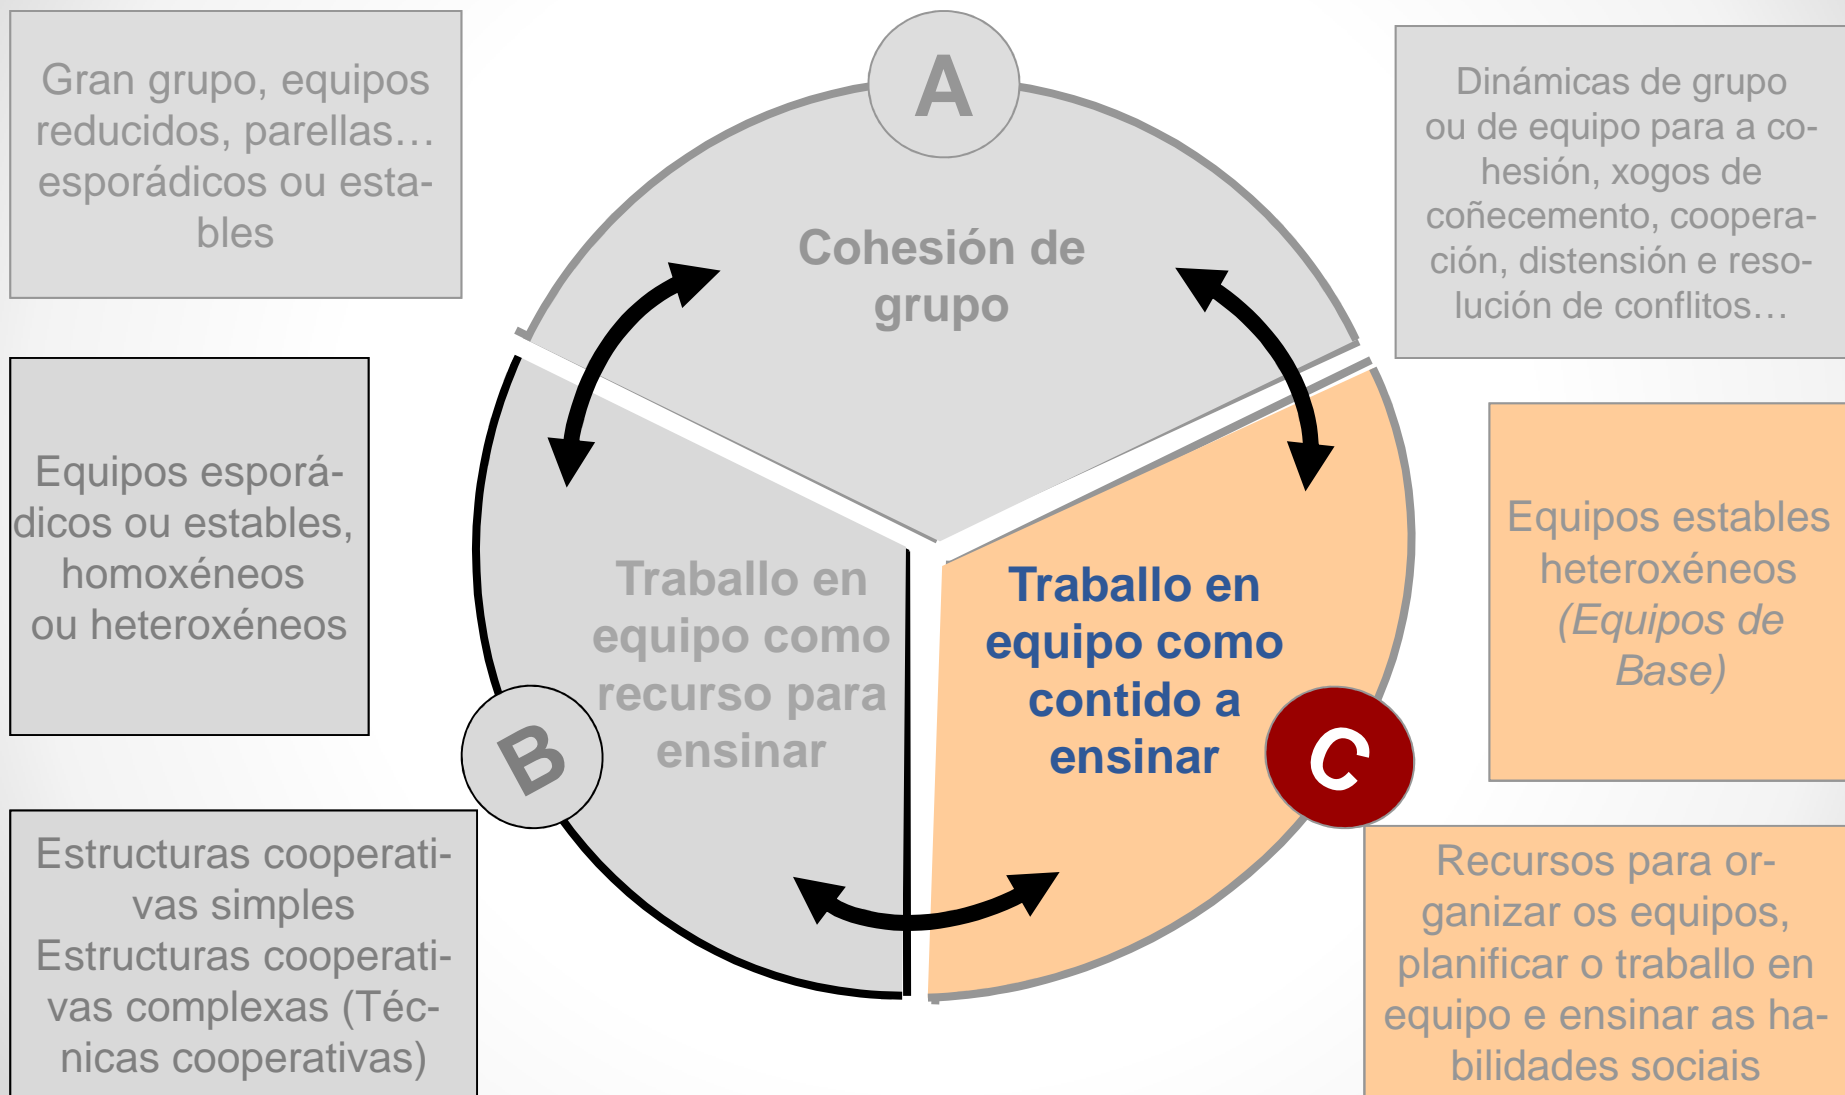 Gran grupo, equipos
reducidos, parellas…
esporádicos ou esta-
bles
A
Dinámicas de grupo
ou de equipo para a co-
hesión, xogos de
coñecemento, coopera-
ción, distensión e reso-
lución de conflitos…
Cohesión de
grupo
Equipos esporá-
dicos ou estables,
homoxéneos
ou heteroxéneos
Traballo en
equipo como
recurso para
ensinar
B
Traballo en
equipo como
contido a
ensinar
C
Equipos estables
heteroxéneos
(Equipos de
Base)
Estructuras cooperati-
vas simples
Estructuras cooperati-
vas complexas (Téc-
nicas cooperativas)
Recursos para or-
ganizar os equipos,
planificar o traballo en
equipo e ensinar as ha-
bilidades sociais